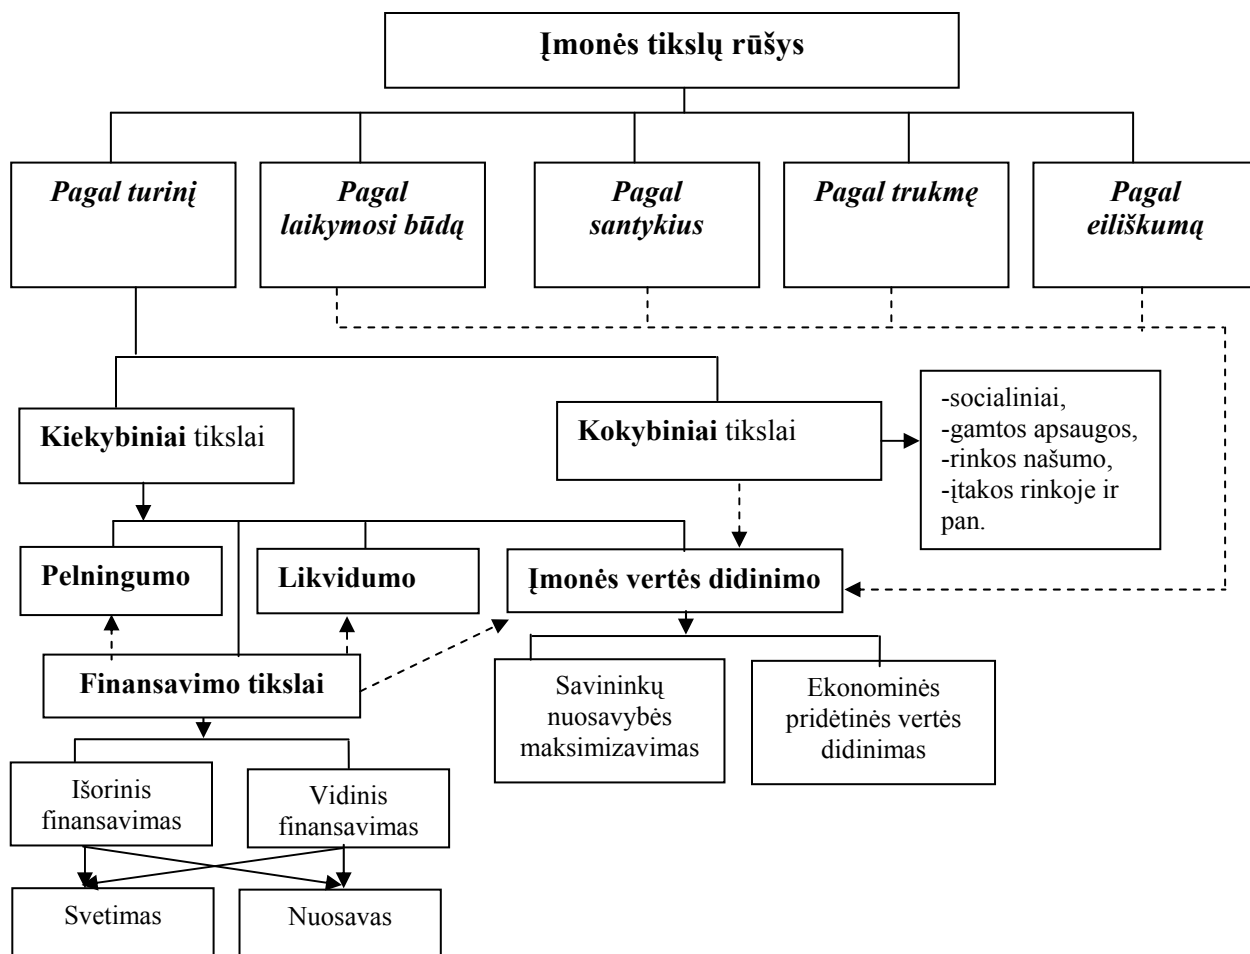 Įmonės tikslų rūšys
Pagal turinį
Pagal
laikymosi būdą
Pagal
santykius
Pagal trukmę
Pagal
eiliškumą
Kiekybiniai tikslai
Kokybiniai tikslai
-socialiniai,
-gamtos apsaugos,
-rinkos našumo,
-įtakos rinkoje ir
pan.
Pelningumo
Likvidumo
Įmonės vertės didinimo
Finansavimo tikslai
Savininkų
nuosavybės
maksimizavimas
Ekonominės
pridėtinės vertės
didinimas
Išorinis
finansavimas
Vidinis
finansavimas
Svetimas
Nuosavas